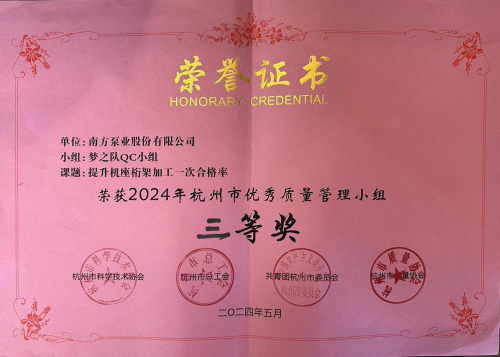 荣誉证书
HONORARY CREDENTIAL
单位: 南方泵业股份有限公司
小组: 梦之队QC小组
课题: 提升机座桁架加工一次合格率
荣获2024年杭州市优秀质量管理小组
三等奖
杭州市科学技术协会 杭州市总工会 共青团杭州市委员会 杭州市质量协会
二〇二四年五月